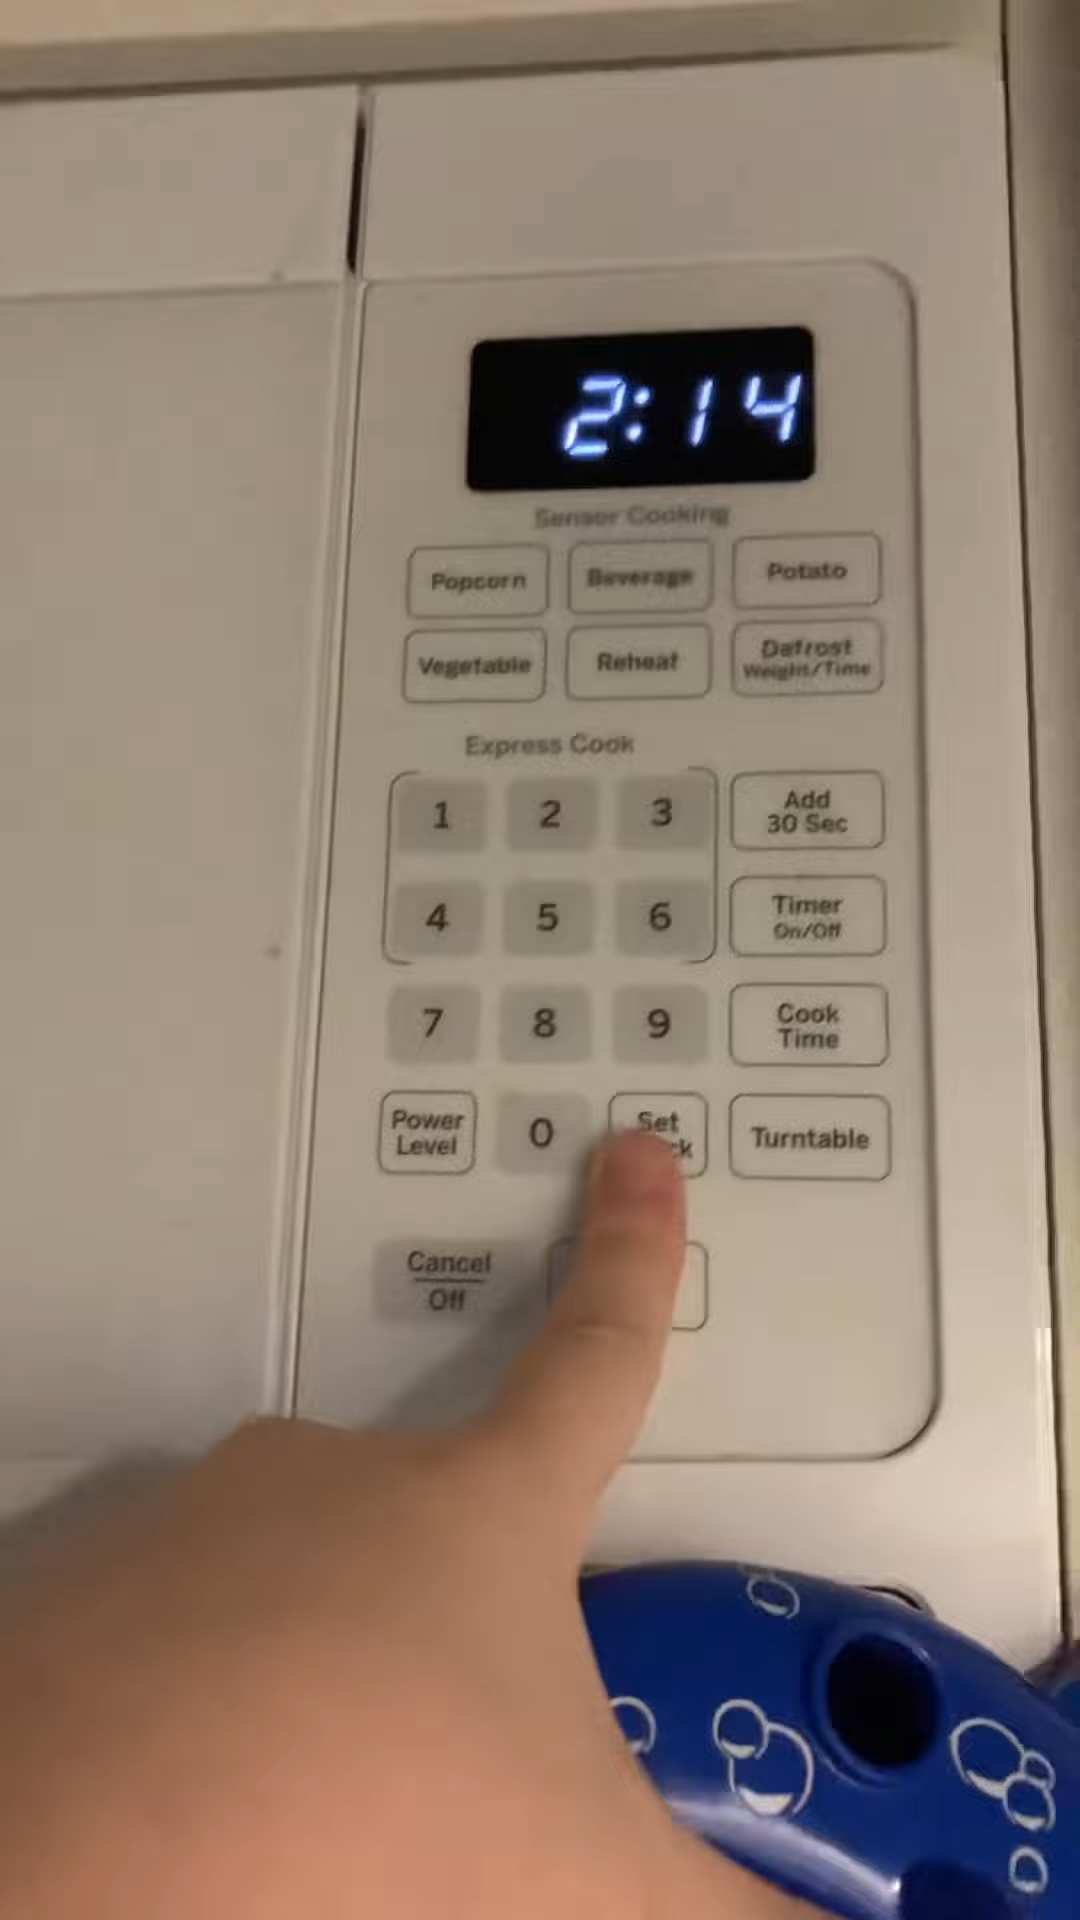 2:14
Sensor Cooking
Popcorn Beverage Potato
Vegetable Reheat Defrost
Weight/Time
Express Cook
1 2 3 Add
30 Sec
4 5 6 Timer
On/Off
7 8 9 Cook
Time
Power
Level
0
Set
ck
Turntable
Cancel
Off